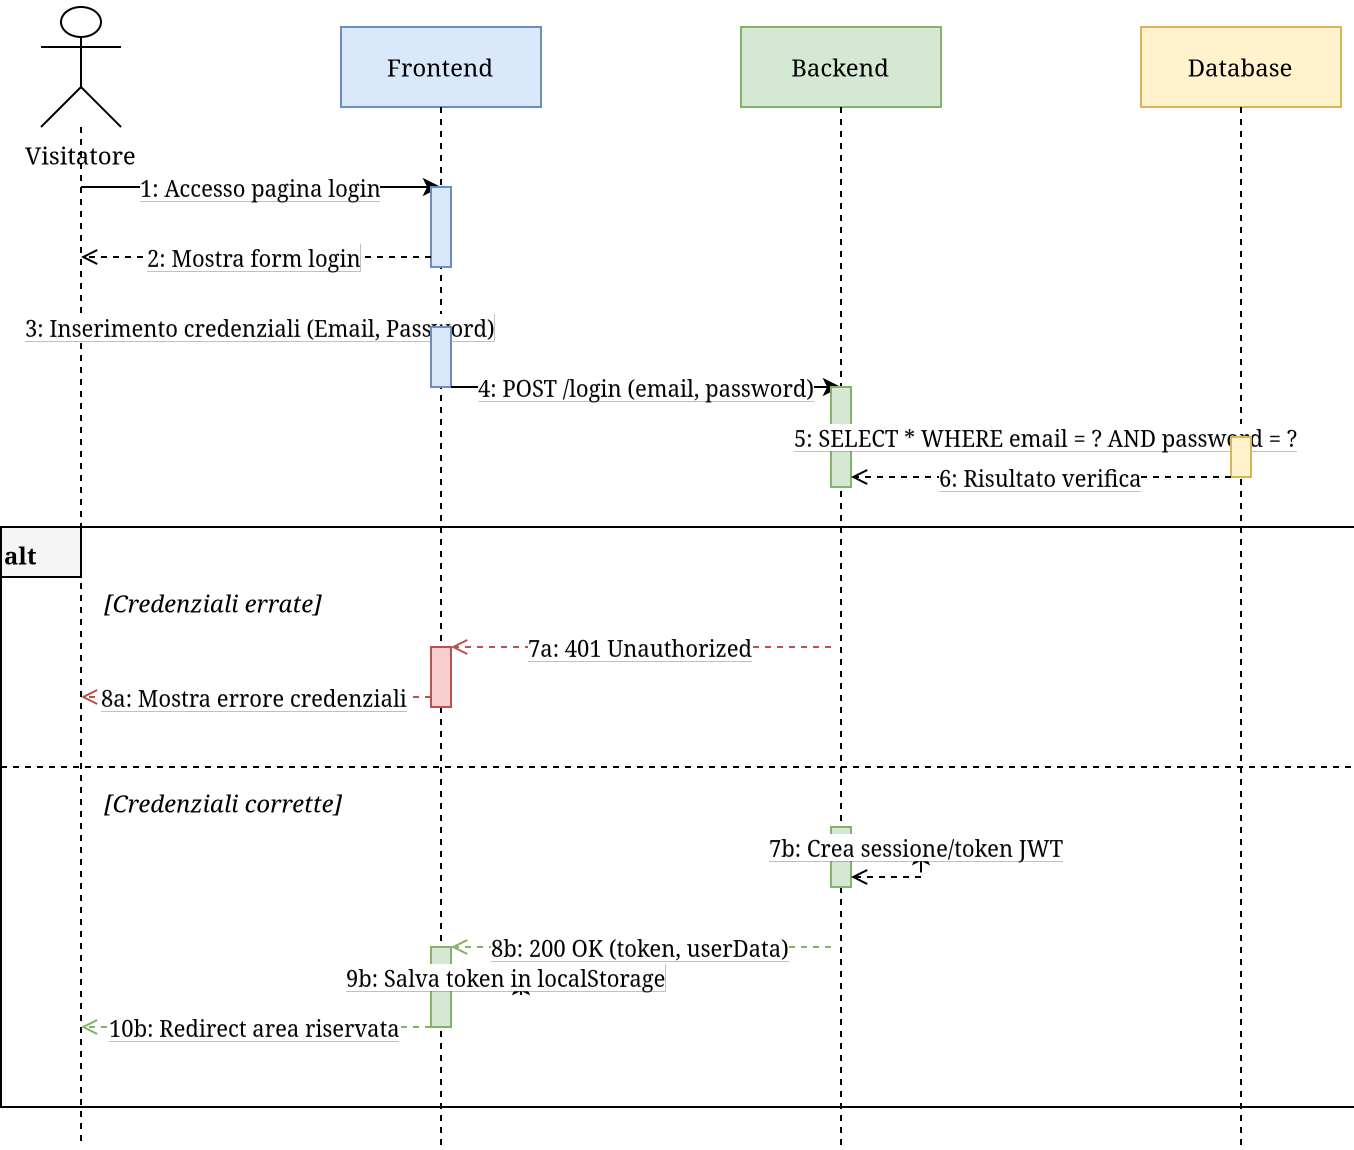 Frontend
Backend
Database
Visitatore
1: Accesso pagina login
2: Mostra form login
3: Inserimento credenziali (Email, Password)
4: POST /login (email, password)
5: SELECT * WHERE email = ? AND password = ?
6: Risultato verifica
alt
[Credenziali errate]
7a: 401 Unauthorized
8a: Mostra errore credenziali
[Credenziali corrette]
7b: Crea sessione/token JWT
8b: 200 OK (token, userData)
9b: Salva token in localStorage
10b: Redirect area riservata